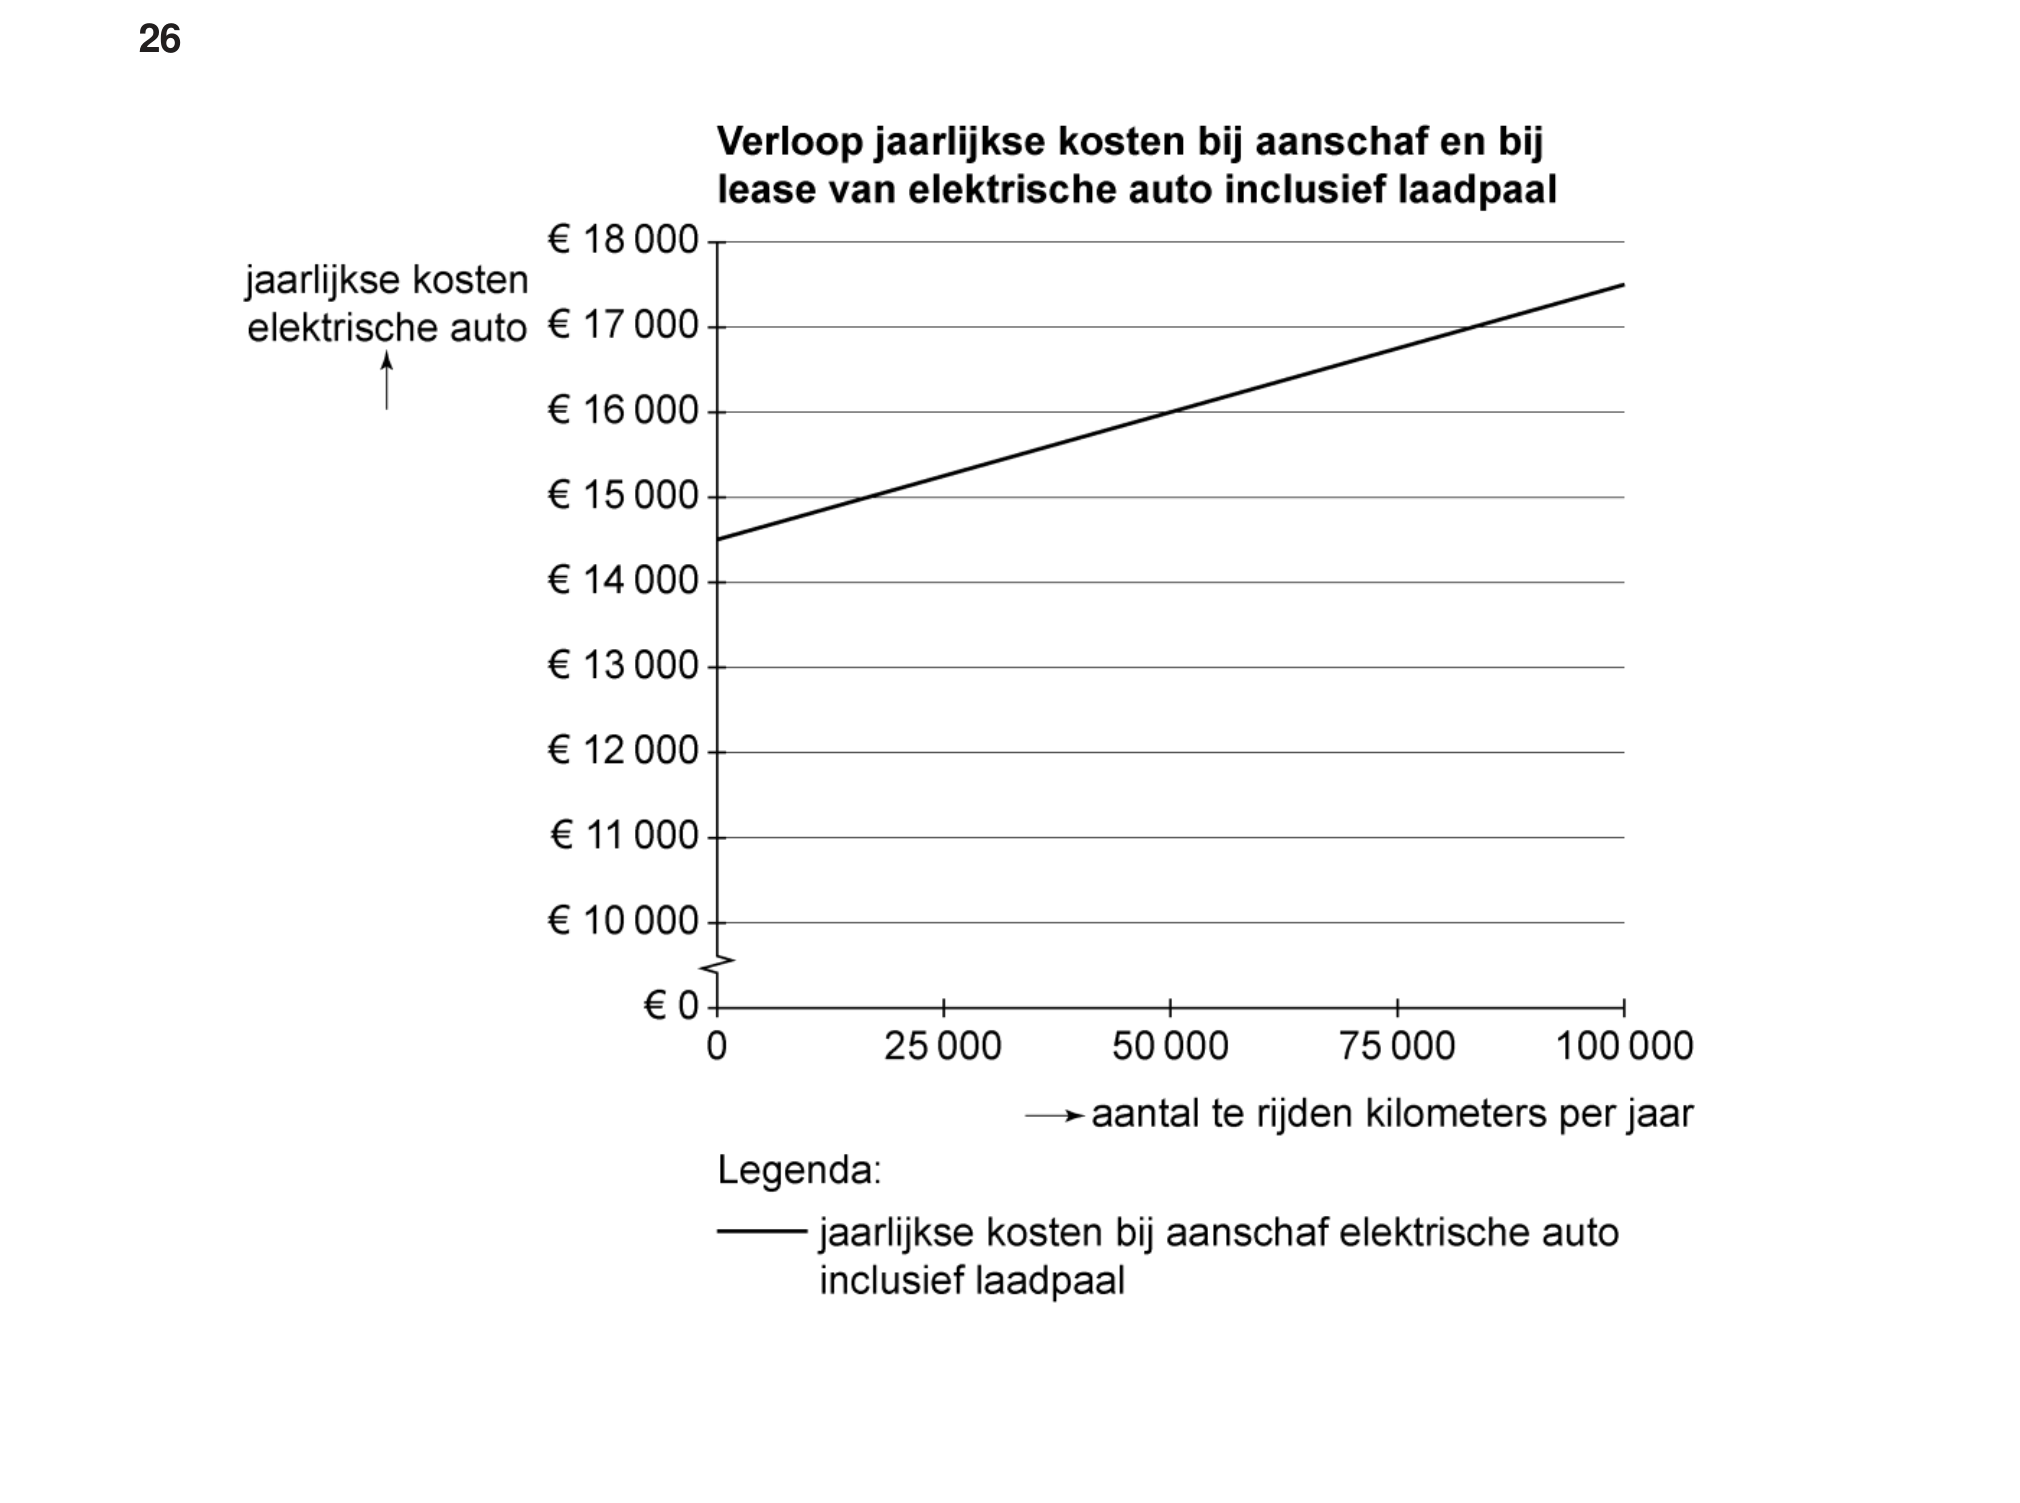 26
Verloop jaarlijkse kosten bij aanschaf en bij
lease van elektrische auto inclusief laadpaal
jaarlijkse kosten
elektrische auto
€ 18 000
€ 17 000
€ 16 000
€ 15 000
€ 14 000
€ 13 000
€ 12 000
€ 11 000
€ 10 000
€ 0
0 25 000 50 000 75 000 100 000
aantal te rijden kilometers per jaar
Legenda:
jaarlijkse kosten bij aanschaf elektrische auto
inclusief laadpaal